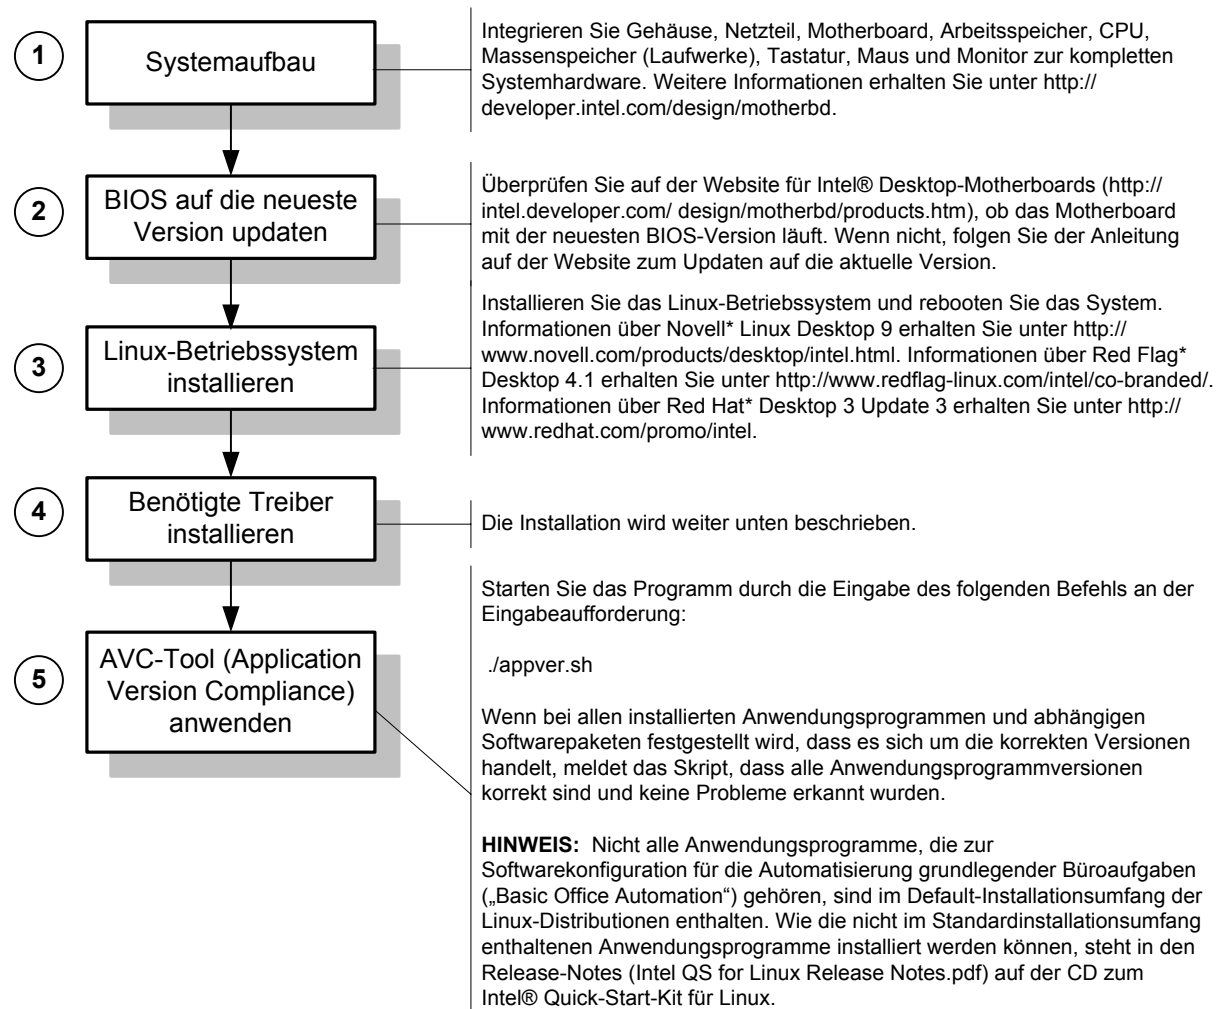 1
Systemaufbau
Integrieren Sie Gehäuse, Netzteil, Motherboard, Arbeitsspeicher, CPU,
Massenspeicher (Laufwerke), Tastatur, Maus und Monitor zur kompletten
Systemhardware. Weitere Informationen erhalten Sie unter http://
developer.intel.com/design/motherbd.
2
BIOS auf die neueste
Version updaten
Überprüfen Sie auf der Website für Intel® Desktop-Motherboards (http://
intel.developer.com/ design/motherbd/products.htm), ob das Motherboard
mit der neuesten BIOS-Version läuft. Wenn nicht, folgen Sie der Anleitung
auf der Website zum Updaten auf die aktuelle Version.
3
Linux-Betriebssystem
installieren
Installieren Sie das Linux-Betriebssystem und rebooten Sie das System.
Informationen über Novell* Linux Desktop 9 erhalten Sie unter http://
www.novell.com/products/desktop/intel.html. Informationen über Red Flag*
Desktop 4.1 erhalten Sie unter http://www.redflag-linux.com/intel/co-branded/.
Informationen über Red Hat* Desktop 3 Update 3 erhalten Sie unter http://
www.redhat.com/promo/intel.
4
Benötigte Treiber
installieren
Die Installation wird weiter unten beschrieben.
5
AVC-Tool (Application
Version Compliance)
anwenden
Starten Sie das Programm durch die Eingabe des folgenden Befehls an der
Eingabeaufforderung:
./appver.sh
Wenn bei allen installierten Anwendungsprogrammen und abhängigen
Softwarepaketen festgestellt wird, dass es sich um die korrekten Versionen
handelt, meldet das Skript, dass alle Anwendungsprogrammversionen
korrekt sind und keine Probleme erkannt wurden.
HINWEIS: Nicht alle Anwendungsprogramme, die zur
Softwarekonfiguration für die Automatisierung grundlegender Büroaufgaben
(„Basic Office Automation“) gehören, sind im Default-Installationsumfang der
Linux-Distributionen enthalten. Wie die nicht im Standardinstallationsumfang
enthaltenen Anwendungsprogramme installiert werden können, steht in den
Release-Notes (Intel QS for Linux Release Notes.pdf) auf der CD zum
Intel® Quick-Start-Kit für Linux.